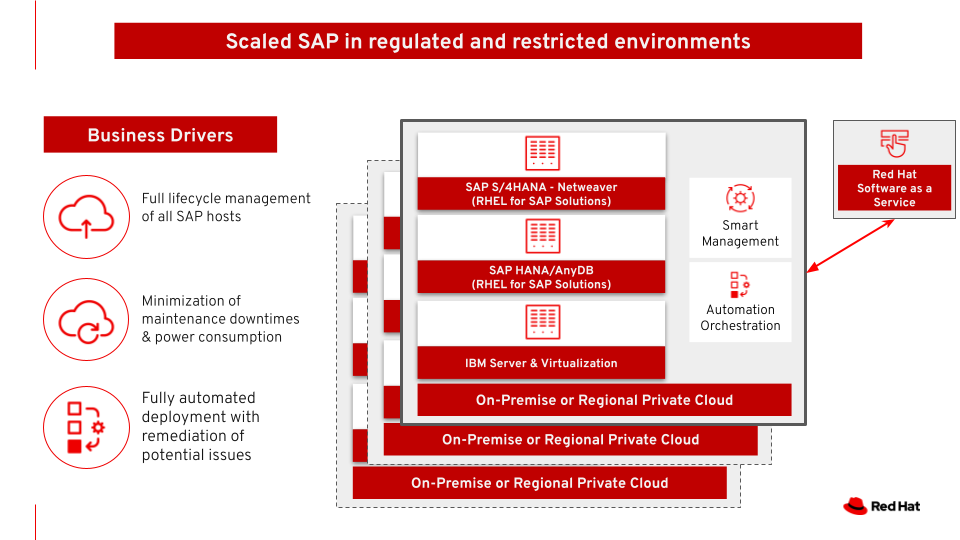 Scaled SAP in regulated and restricted environments
Business Drivers
Full lifecycle management
of all SAP hosts
Minimization of
maintenance downtimes
& power consumption
Fully automated
deployment with
remediation of
potential issues
SAP S/4HANA - Netweaver
(RHEL for SAP Solutions)
SAP HANA/AnyDB
(RHEL for SAP Solutions)
IBM Server & Virtualization
Smart
Management
Automation
Orchestration
On-Premise or Regional Private Cloud
On-Premise or Regional Private Cloud
On-Premise or Regional Private Cloud
Red Hat
Software as a
Service
Red Hat